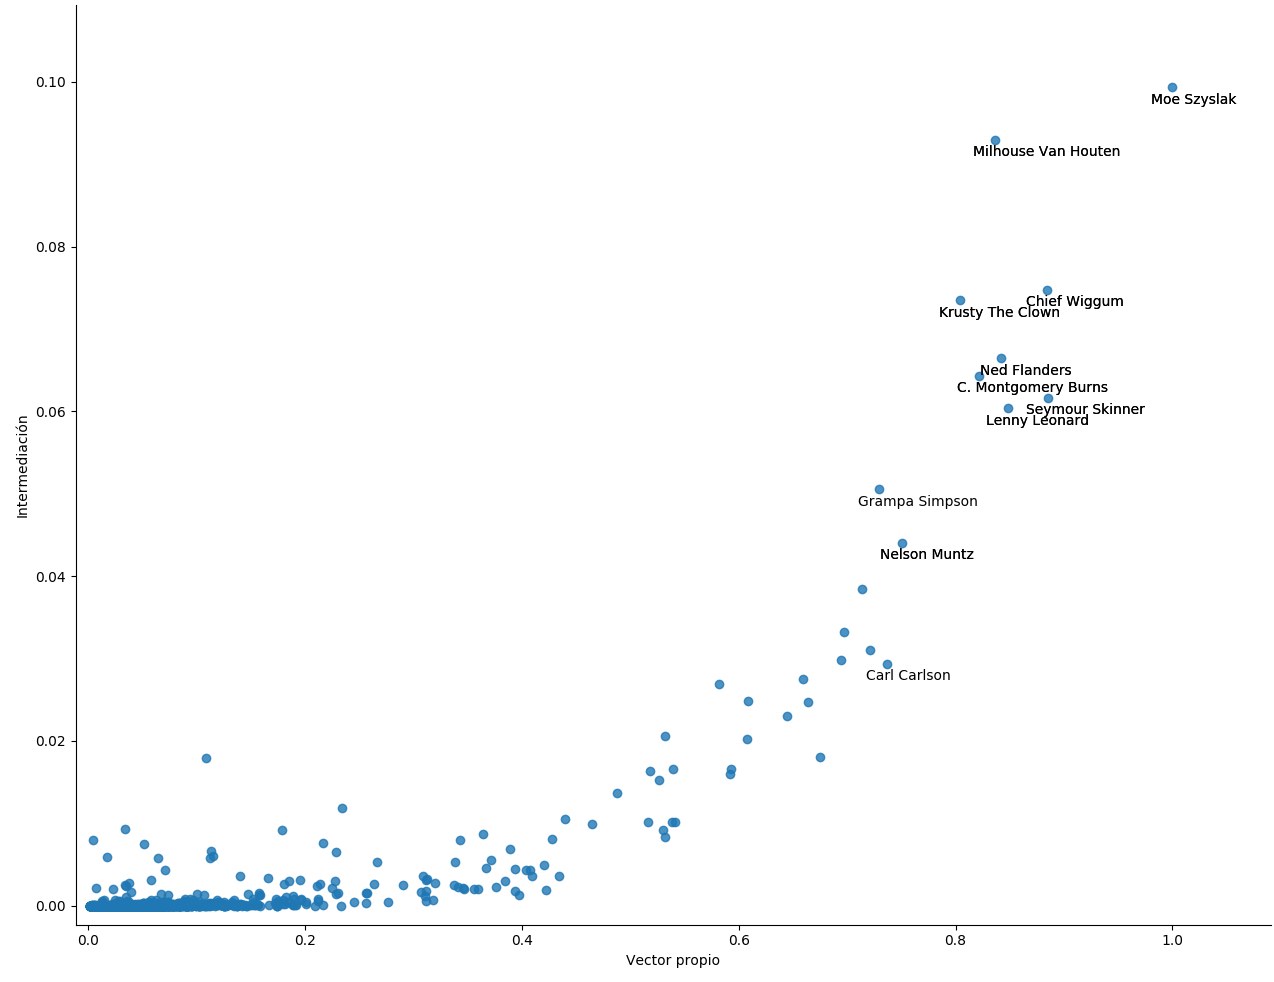 0.10
Moe Szyslak
Milhouse Van Houten
0.08
Chief Wiggum
Krusty The Clown
Ned Flanders
C. Montgomery Burns
0.06
Seymour Skinner
Lenny Leonard
Grampa Simpson
Nelson Muntz
0.04
Carl Carlson
0.02
0.00
Intermediación
0.0 0.2 0.4 0.6 0.8 1.0
Vector propio